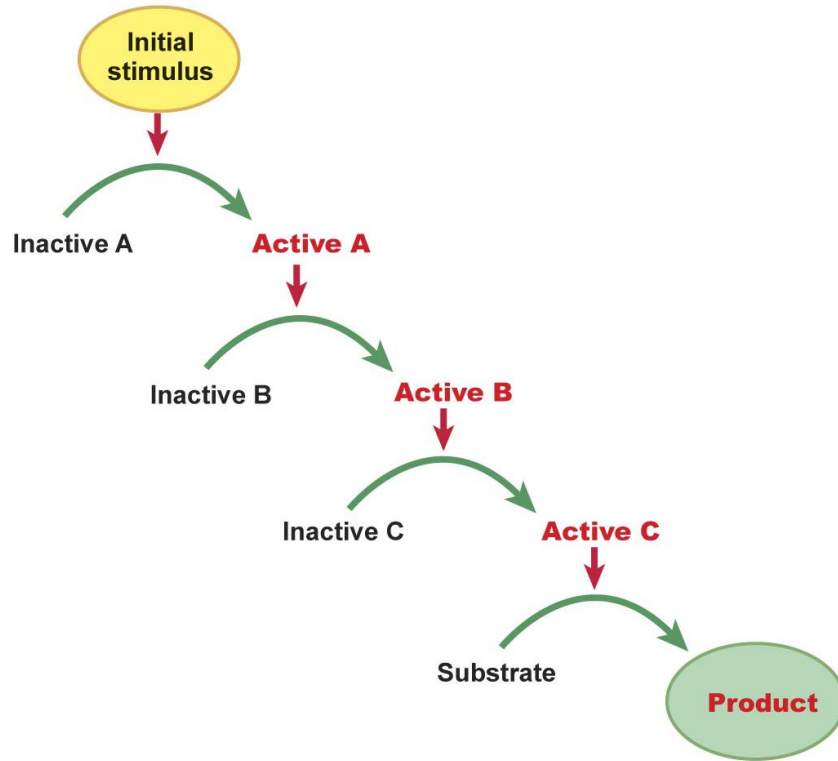 Initial
stimulus
Inactive A
Active A
Inactive B
Active B
Inactive C
Active C
Substrate
Product